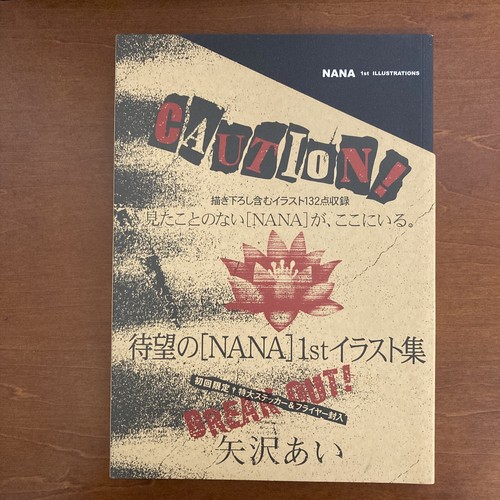 NANA 1st ILLUSTRATIONS
CAUTION!
描き下ろし含むイラスト132点収録
見たことのない[NANA]が、ここにいる。
待望の[NANA]1stイラスト集
BREAK OUT!
初回限定 特大ステッカー&フライヤー封入
矢沢あい